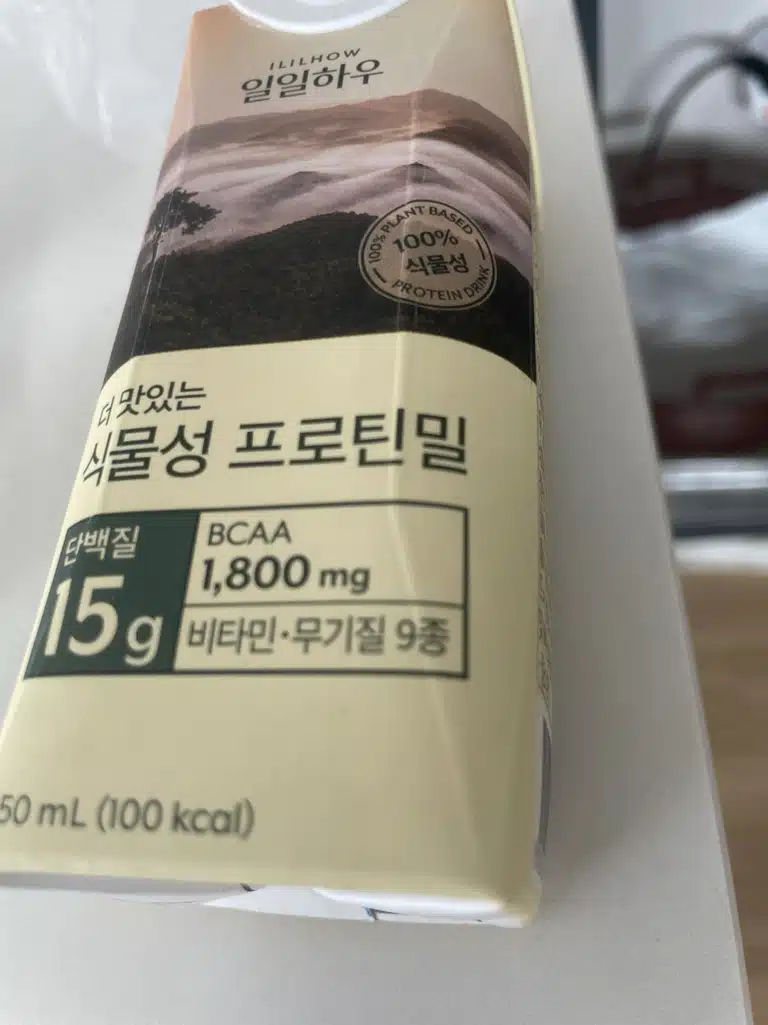 ILILHOW
일일하우
100% PLANT BASED
100%
식물성
PROTEIN DRINK
더 맛있는
식물성 프로틴밀
단백질
15g
BCAA
1,800 mg
비타민·무기질 9종
50 mL (100 kcal)